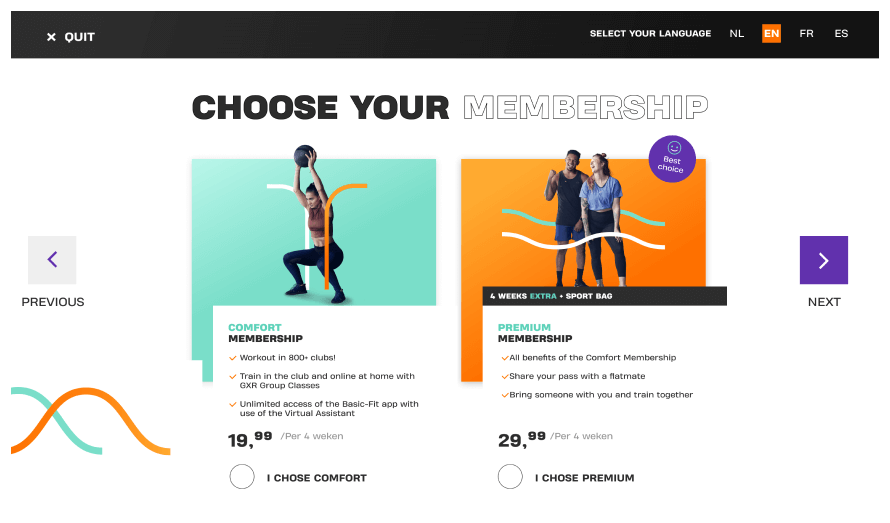 QUIT
SELECT YOUR LANGUAGE NL EN FR ES
CHOOSE YOUR MEMBERSHIP
Best
choice
PREVIOUS
NEXT
COMFORT
MEMBERSHIP
Workout in 800+ clubs!
Train in the club and online at home with
GXR Group Classes
Unlimited access of the Basic-Fit app with
use of the Virtual Assistant
19,99 /Per 4 weken
I CHOSE COMFORT
4 WEEKS EXTRA + SPORT BAG
PREMIUM
MEMBERSHIP
All benefits of the Comfort Membership
Share your pass with a flatmate
Bring someone with you and train together
29,99 /Per 4 weken
I CHOSE PREMIUM